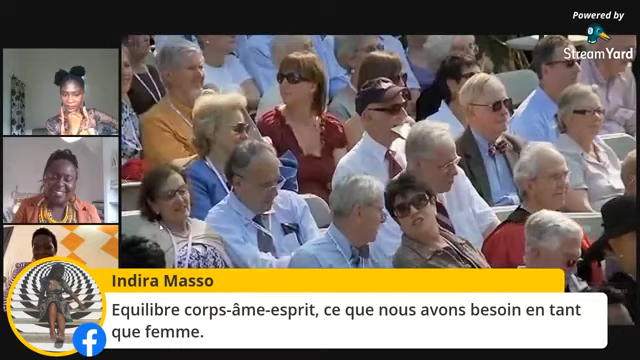 Powered by
StreamYard
Indira Masso
Equilibre corps-âme-esprit, ce que nous avons besoin en tant
que femme.